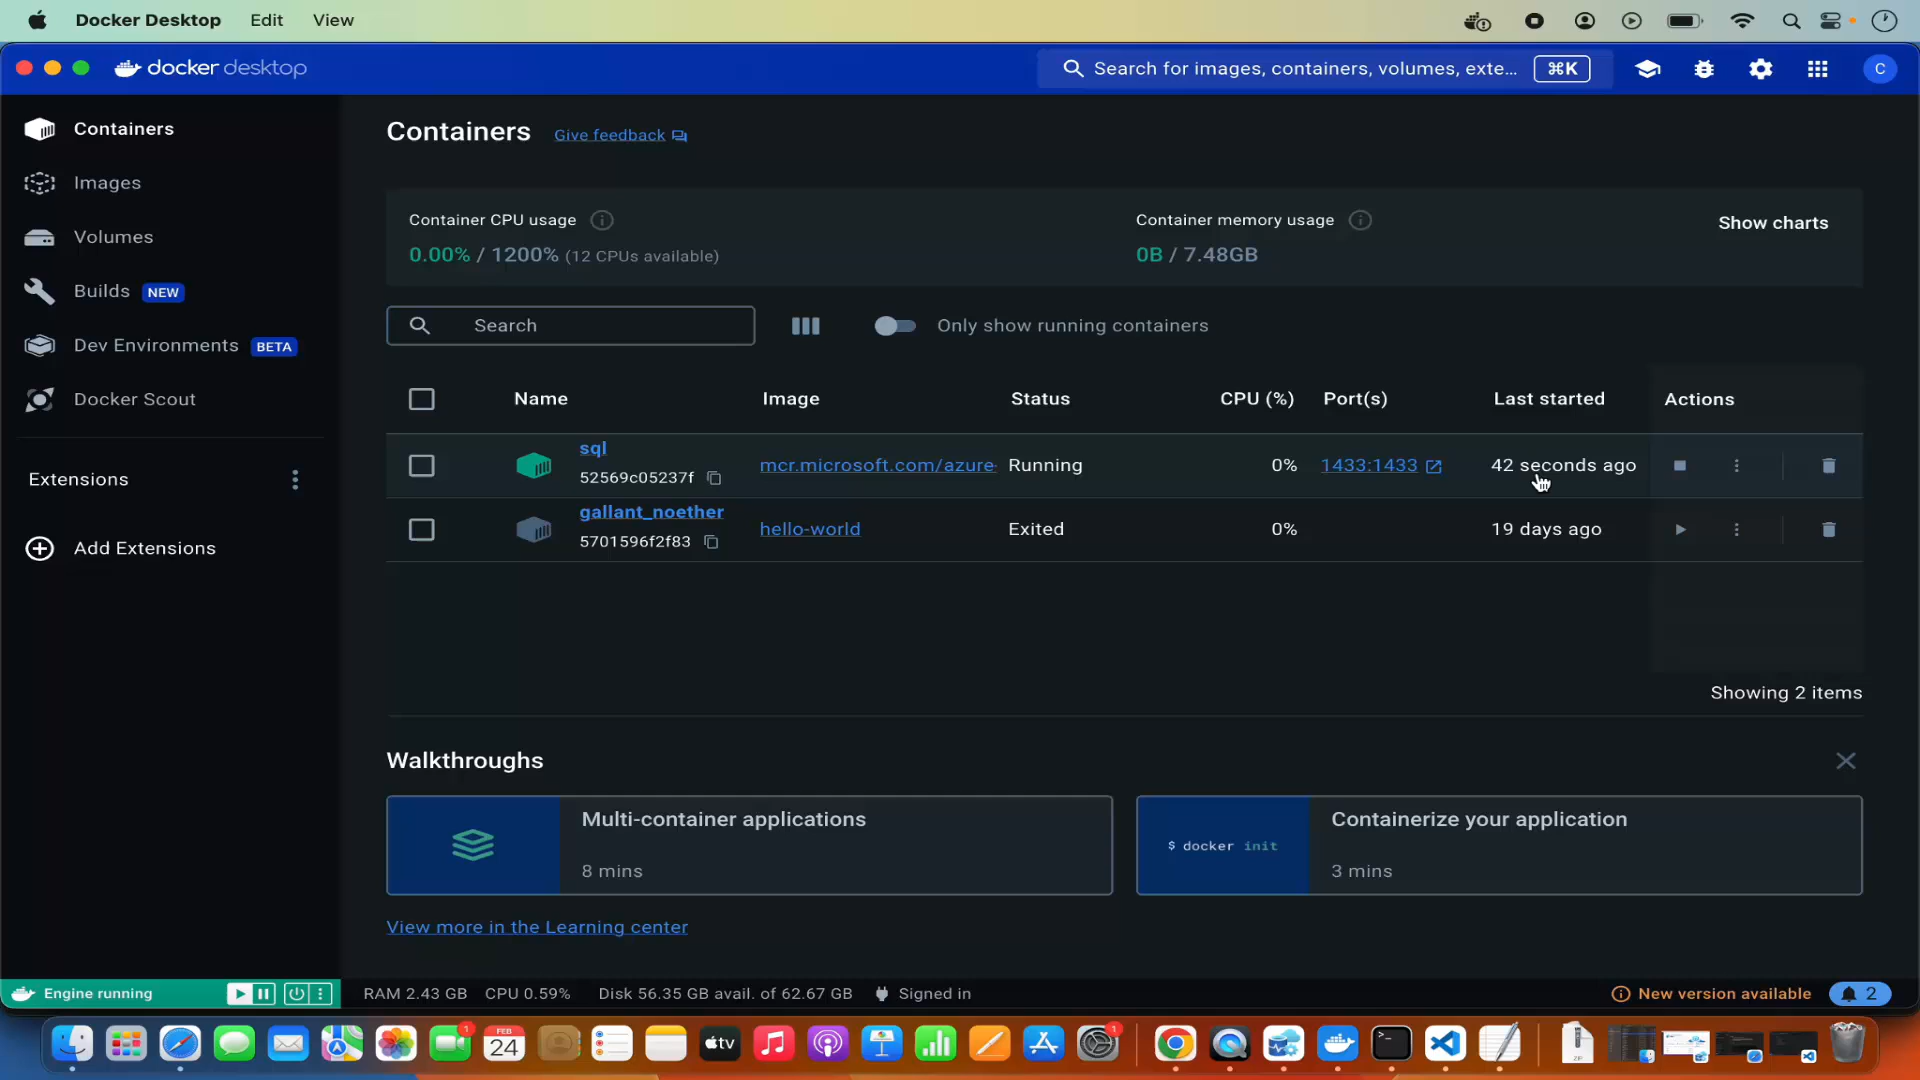 Docker Desktop Edit View
docker desktop
Search for images, containers, volumes, exte... ⌘K
C
Containers
Images
Volumes
Builds NEW
Dev Environments BETA
Docker Scout
Extensions
Add Extensions
Containers Give feedback
Container CPU usage
0.00% / 1200% (12 CPUs available)
Container memory usage
0B / 7.48GB
Show charts
Search
Only show running containers
Name Image Status CPU (%) Port(s) Last started Actions
sql
52569c05237f
mcr.microsoft.com/azure- Running 0% 1433:1433 42 seconds ago
gallant_noether
5701596f2f83
hello-world Exited 0% 19 days ago
Showing 2 items
Walkthroughs
Multi-container applications
8 mins
$ docker init
Containerize your application
3 mins
View more in the Learning center
Engine running
RAM 2.43 GB CPU 0.59% Disk 56.35 GB avail. of 62.67 GB Signed in
New version available 2
1
FEB
24
tv
1
ZIP